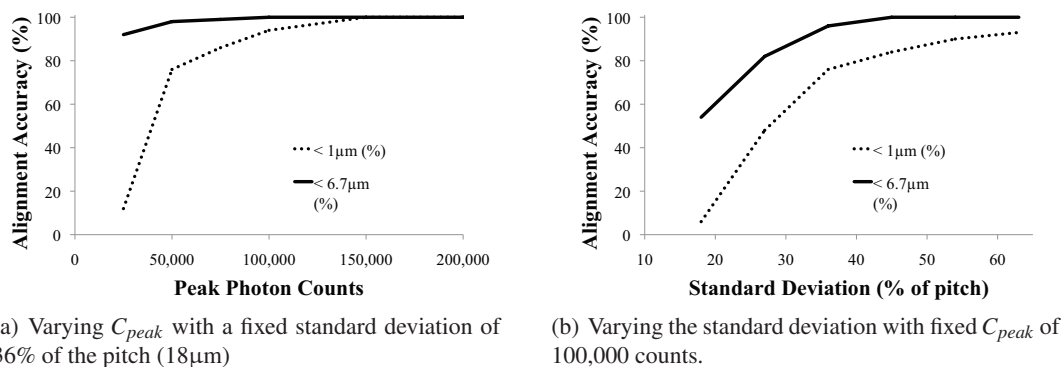 Alignment Accuracy (%)
100
80
60
40
20
0
< 1µm (%)
< 6.7µm
(%)
0 50,000 100,000 150,000 200,000
Peak Photon Counts
a) Varying C_peak with a fixed standard deviation of
36% of the pitch (18µm)
Alignment Accuracy (%)
100
80
60
40
20
0
< 1µm (%)
< 6.7µm
(%)
10 20 30 40 50 60
Standard Deviation (% of pitch)
(b) Varying the standard deviation with fixed C_peak of
100,000 counts.